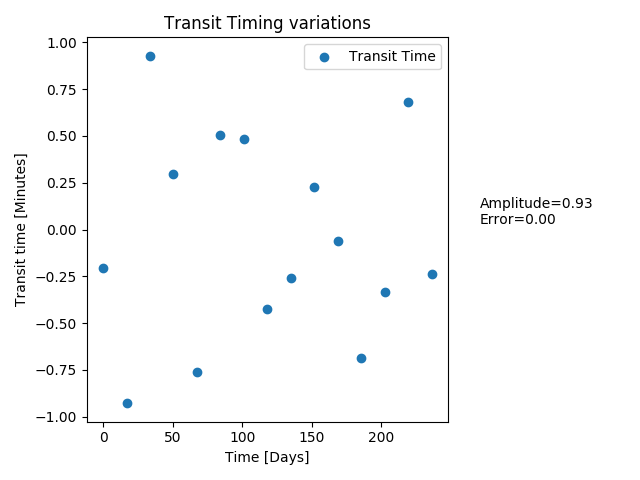 Transit Timing variations
Transit Time
1.00
0.75
0.50
0.25
0.00
−0.25
−0.50
−0.75
−1.00
Transit time [Minutes]
0
50
100
150
200
Time [Days]
Amplitude=0.93
Error=0.00